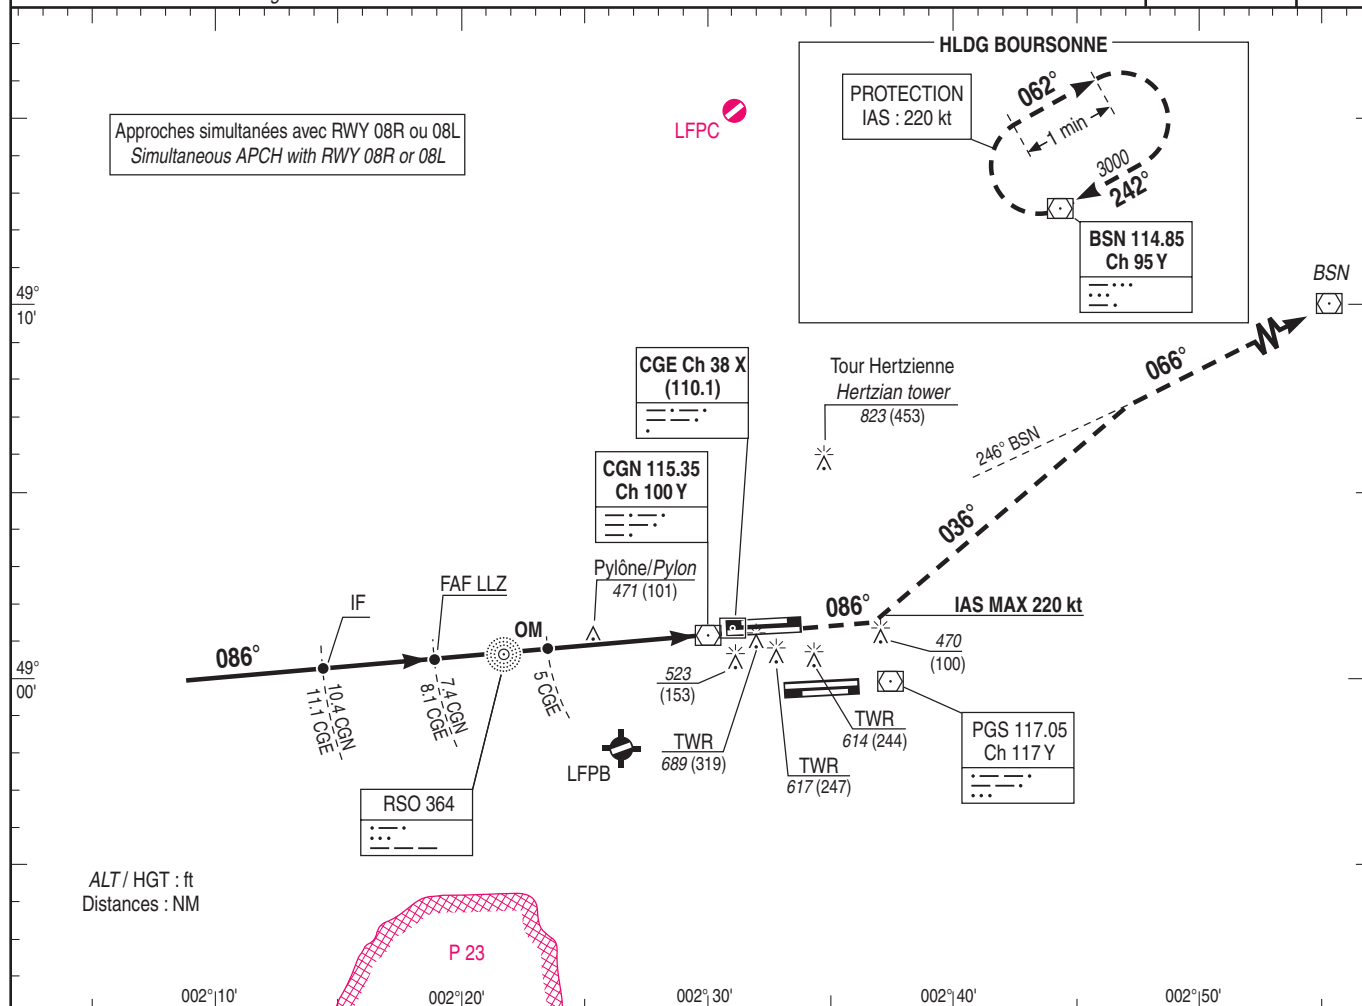 HLDG BOURSONNE
PROTECTION
IAS : 220 kt
062°
1 min
3000
242°
BSN 114.85
Ch 95 Y
LFPC
Approches simultanées avec RWY 08R ou 08L
Simultaneous APCH with RWY 08R or 08L
BSN
49°
10'
CGE Ch 38 X
(110.1)
Tour Hertzienne
Hertzian tower
823 (453)
066°
246° BSN
CGN 115.35
Ch 100 Y
036°
Pylône/Pylon
471 (101)
FAF LLZ
IF
OM
086°
IAS MAX 220 kt
086°
470
(100)
49°
00'
10.4 CGN
11.1 CGE
7.4 CGN
8.1 CGE
5 CGE
523
(153)
TWR
689 (319)
TWR
617 (247)
TWR
614 (244)
PGS 117.05
Ch 117 Y
LFPB
RSO 364
ALT / HGT : ft
Distances : NM
P 23
002° 10'
002° 20'
002° 30'
002° 40'
002° 50'